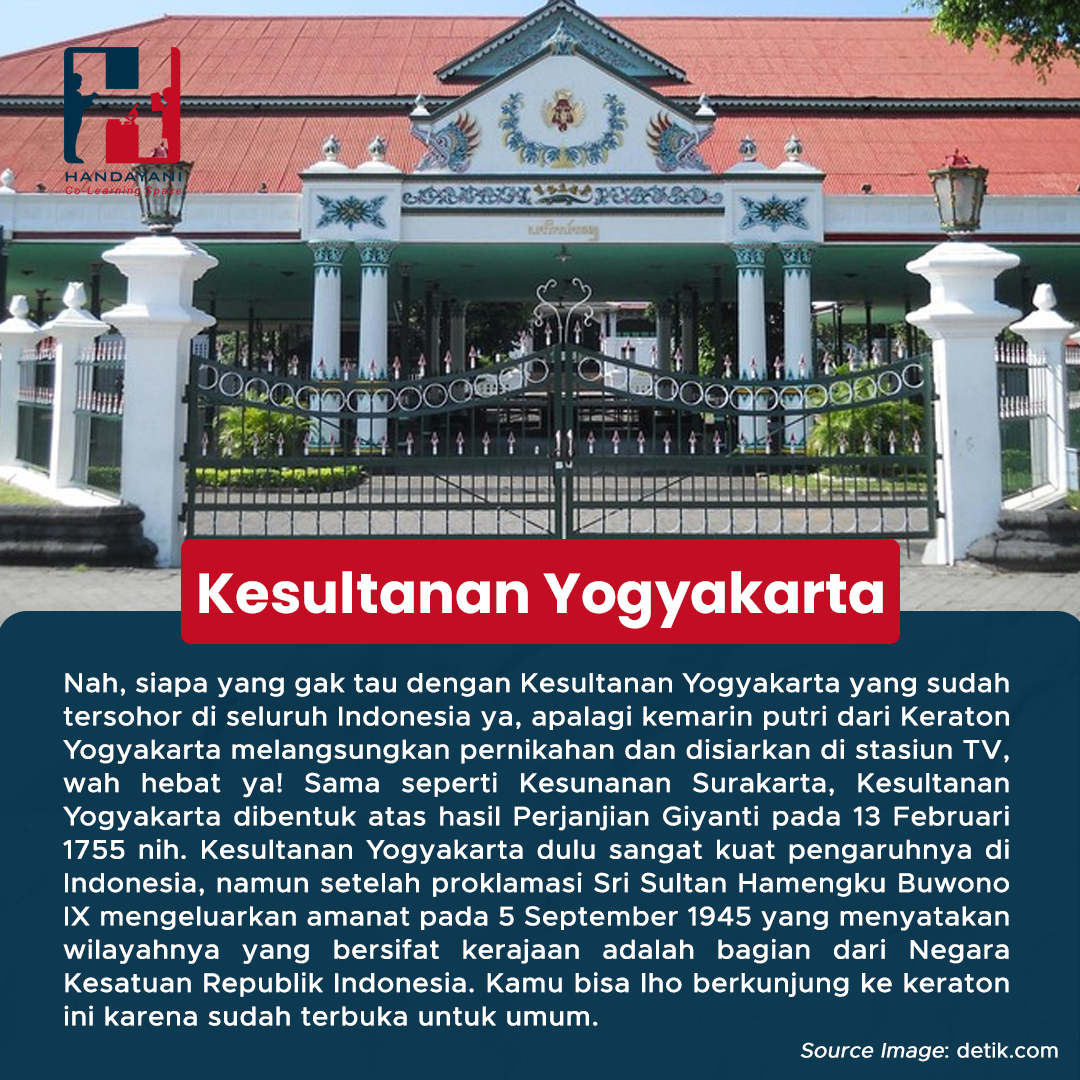 HANDAYANI
Co-Learning Space
Kesultanan Yogyakarta
Nah, siapa yang gak tau dengan Kesultanan Yogyakarta yang sudah
tersohor di seluruh Indonesia ya, apalagi kemarin putri dari Keraton
Yogyakarta melangsungkan pernikahan dan disiarkan di stasiun TV,
wah hebat ya! Sama seperti Kesunanan Surakarta, Kesultanan
Yogyakarta dibentuk atas hasil Perjanjian Giyanti pada 13 Februari
1755 nih. Kesultanan Yogyakarta dulu sangat kuat pengaruhnya di
Indonesia, namun setelah proklamasi Sri Sultan Hamengku Buwono
IX mengeluarkan amanat pada 5 September 1945 yang menyatakan
wilayahnya yang bersifat kerajaan adalah bagian dari Negara
Kesatuan Republik Indonesia. Kamu bisa lho berkunjung ke keraton
ini karena sudah terbuka untuk umum.
Source Image: detik.com